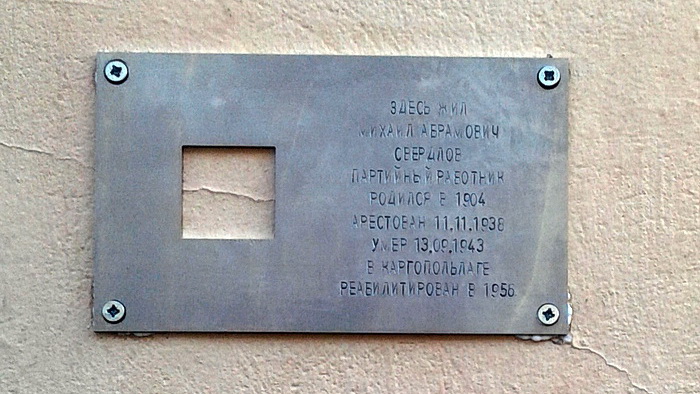 ЗДЕСЬ ЖИЛ
МИХАИЛ АБРАМОВИЧ
СВЕРДЛОВ
ПАРТИЙНЫЙ РАБОТНИК
РОДИЛСЯ В 1904
АРЕСТОВАН 11.11.1938
УМЕР 13.09.1943
В КАРГОПОЛЬЛАГЕ
РЕАБИЛИТИРОВАН В 1956